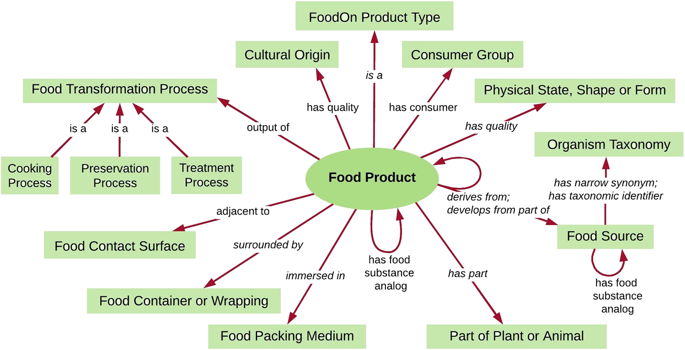 FoodOn Product Type
Cultural Origin
Consumer Group
is a
Food Transformation Process
Physical State, Shape or Form
has quality
has consumer
has quality
is a
is a
is a
output of
Organism Taxonomy
Cooking
Process
Preservation
Process
Treatment
Process
Food Product
has narrow synonym;
has taxonomic identifier
derives from;
develops from part of
adjacent to
Food Contact Surface
Food Source
surrounded by
has food
substance
analog
immersed in
has part
has food
substance
analog
Food Container or Wrapping
Food Packing Medium
Part of Plant or Animal